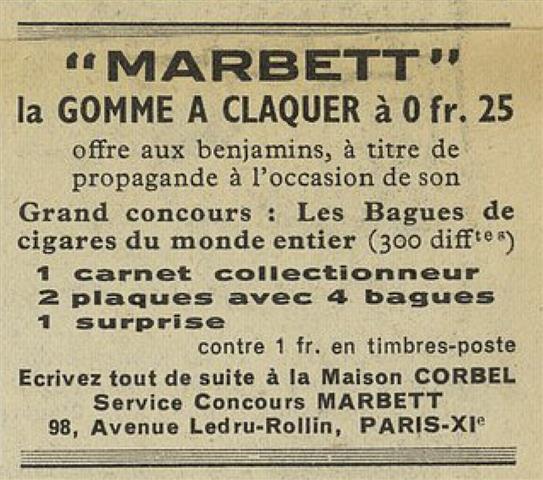 "MARBETT"
la GOMME A CLAQUER à 0 fr. 25
offre aux benjamins, à titre de
propagande à l'occasion de son
Grand concours : Les Bagues de
cigares du monde entier (300 diffᵗᵉˢ)
1 carnet collectionneur
2 plaques avec 4 bagues
1 surprise
contre 1 fr. en timbres-poste
Ecrivez tout de suite à la Maison CORBEL
Service Concours MARBETT
98, Avenue Ledru-Rollin, PARIS-XIᵉ